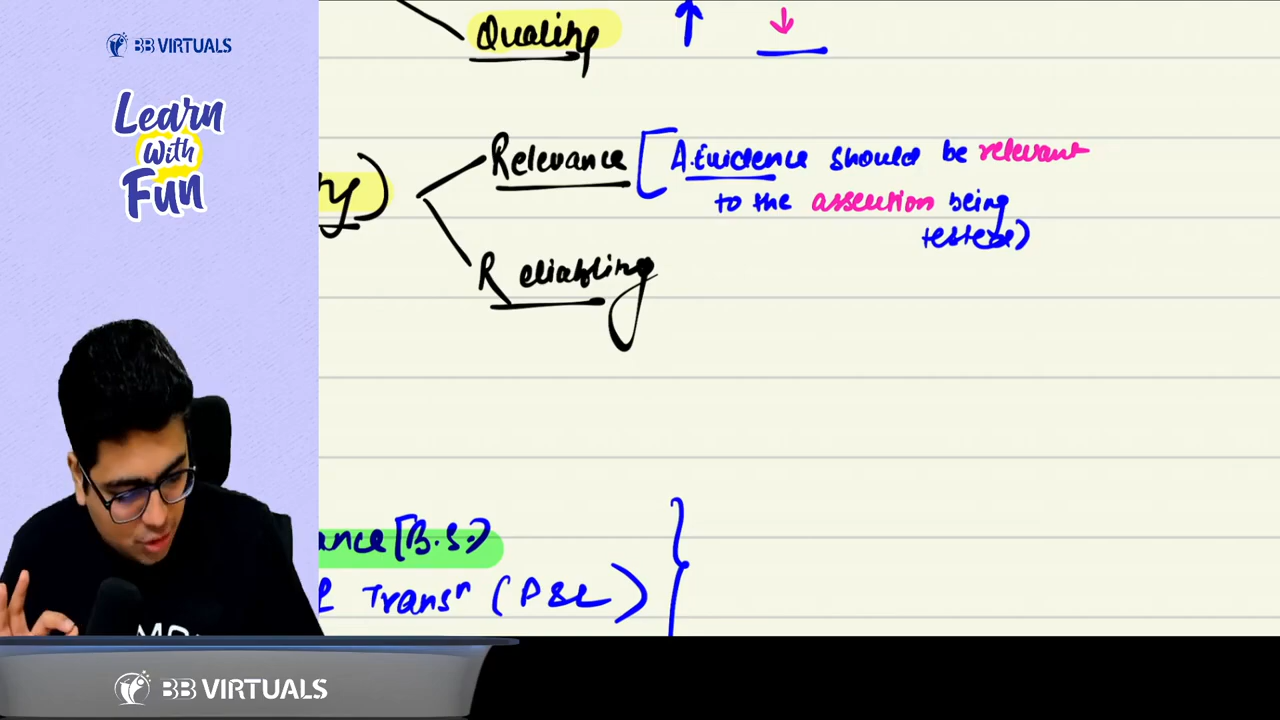 BB VIRTUALS
Learn
With
Fun
Quality
Relevance [A.Evidence should be relevant
to the assertion being
tested)
Reliability
ance [B.S.)
Transⁿ (P&L)
BB VIRTUALS